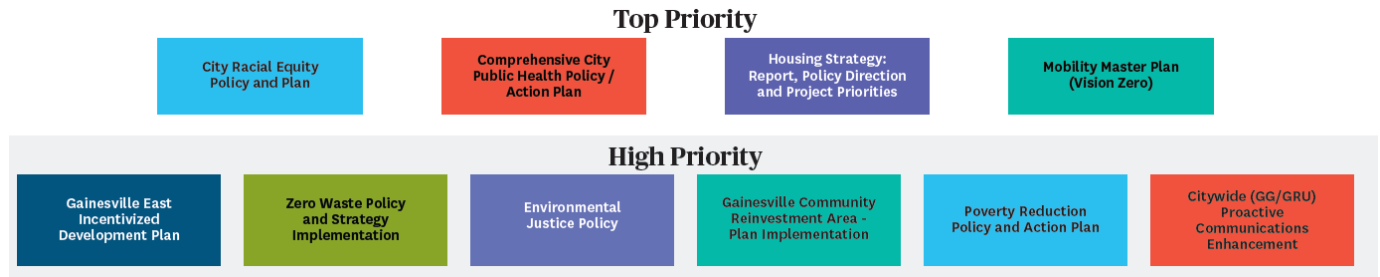 Top Priority
City Racial Equity
Policy and Plan
Comprehensive City
Public Health Policy /
Action Plan
Housing Strategy:
Report, Policy Direction
and Project Priorities
Mobility Master Plan
(Vision Zero)
High Priority
Gainesville East
Incentivized
Development Plan
Zero Waste Policy
and Strategy
Implementation
Environmental
Justice Policy
Gainesville Community
Reinvestment Area -
Plan Implementation
Poverty Reduction
Policy and Action Plan
Citywide (GG/GRU)
Proactive
Communications
Enhancement